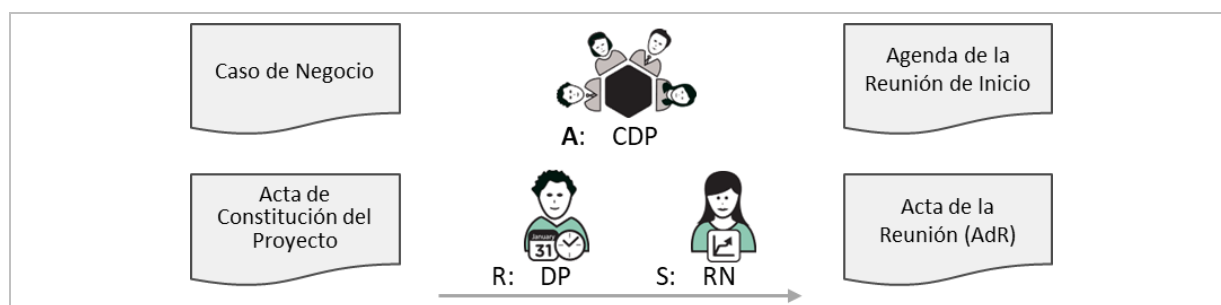 Caso de Negocio
Acta de
Constitución del
Proyecto
A: CDP
January
31
R: DP
S: RN
Agenda de la
Reunión de Inicio
Acta de la
Reunión (AdR)